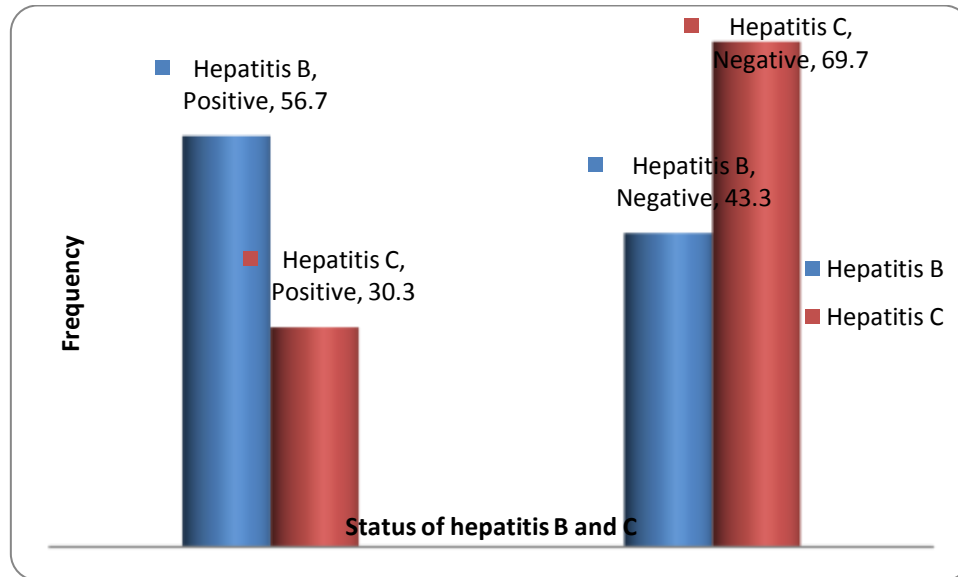 Hepatitis C,
Negative, 69.7
Hepatitis B,
Positive, 56.7
Hepatitis B,
Negative, 43.3
Hepatitis C,
Positive, 30.3
Hepatitis B
Hepatitis C
Frequency
Status of hepatitis B and C